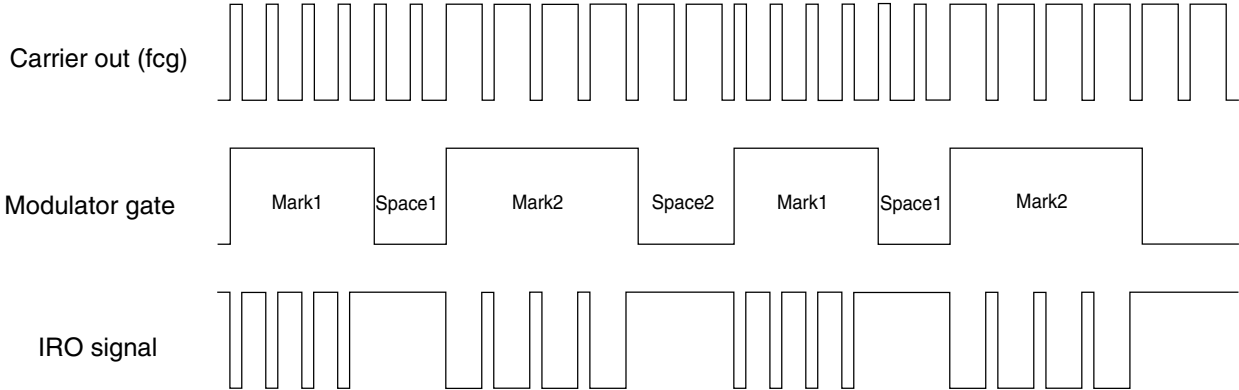 Carrier out (fcg)
Modulator gate
Mark1 Space1 Mark2 Space2 Mark1 Space1 Mark2
IRO signal